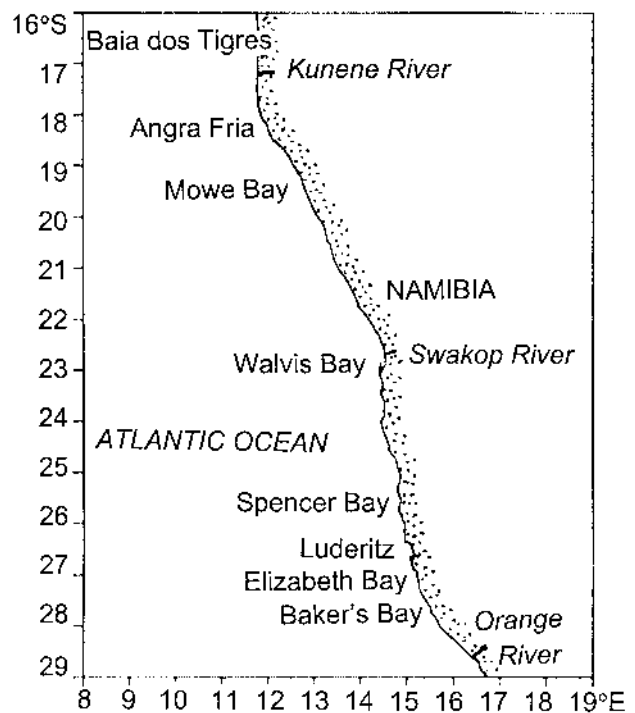 16°S
Baia dos Tigres
17
Kunene River
18
Angra Fria
19
Mowe Bay
20
21
NAMIBIA
22
Swakop River
23
Walvis Bay
24
ATLANTIC OCEAN
25
Spencer Bay
26
Luderitz
27
Elizabeth Bay
Baker's Bay
28
Orange
River
29
8 9 10 11 12 13 14 15 16 17 18 19°E